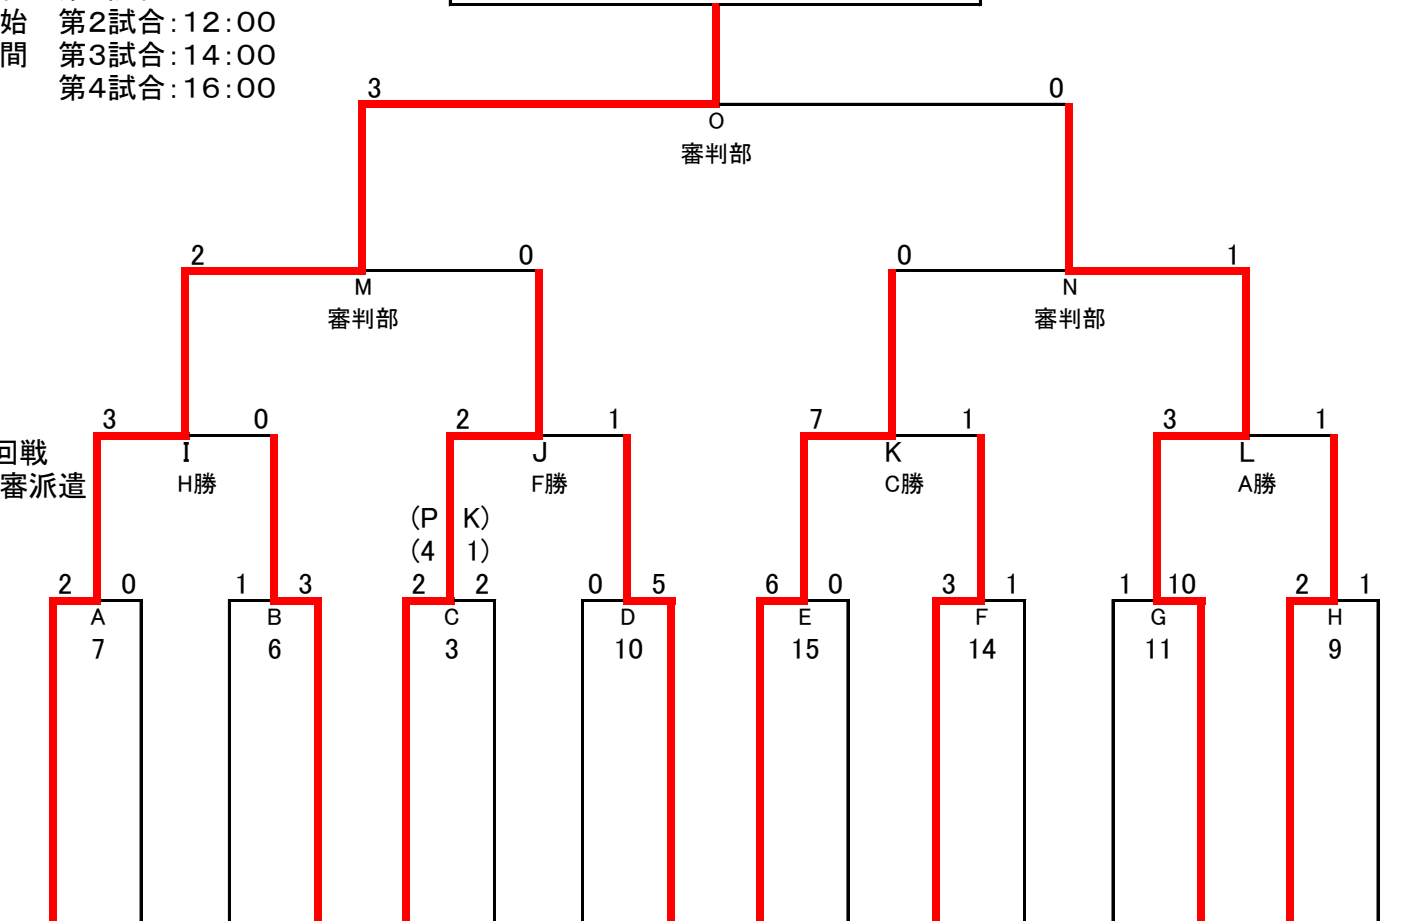 始 第2試合:12:00
間 第3試合:14:00
第4試合:16:00
3 0
O
審判部
2 0 0 1
M N
審判部 審判部
3 0 2 1 7 1 3 1
回戦 I J K L
審派遣 H勝 F勝 C勝 A勝
(P K)
(4 1)
2 0 1 3 2 2 0 5 6 0 3 1 1 10 2 1
A B C D E F G H
7 6 3 10 15 14 11 9